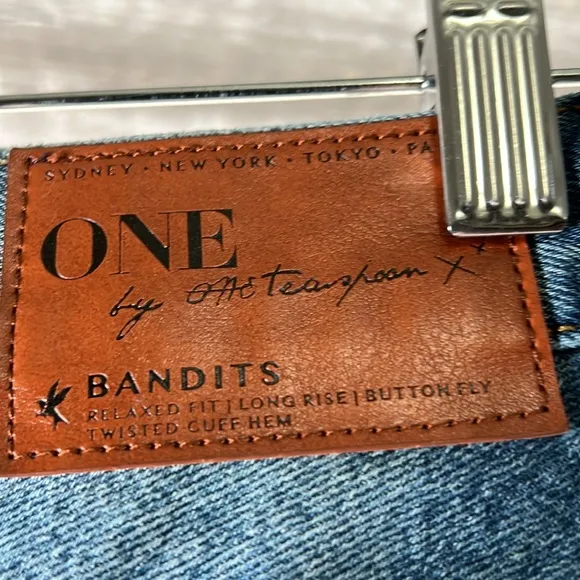 SYDNEY • NEW YORK • TOKYO • PA
ONE
by ONE teaspoon x x
BANDITS
RELAXED FIT | LONG RISE | BUTTON FLY
TWISTED CUFF HEM